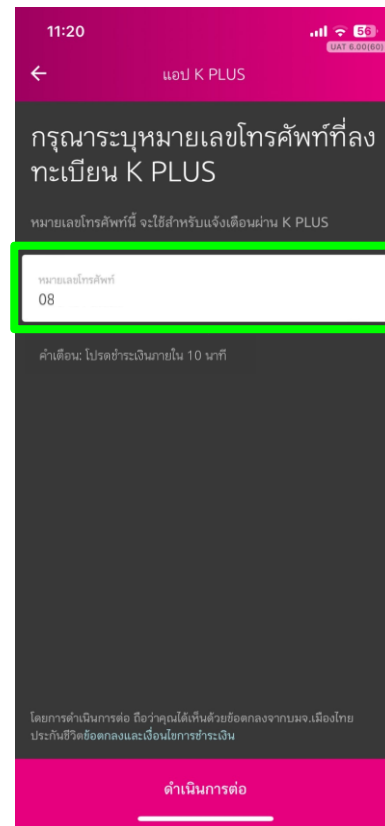 11:20
56
UAT 6.00(60)
แอป K PLUS
กรุณาระบุหมายเลขโทรศัพท์ที่ลง
ทะเบียน K PLUS
หมายเลขโทรศัพท์นี้ จะใช้สำหรับแจ้งเตือนผ่าน K PLUS
หมายเลขโทรศัพท์
08
คำเตือน: โปรดชำระเงินภายใน 10 นาที
โดยการดำเนินการต่อ ถือว่าคุณได้เห็นด้วยข้อตกลงจากบมจ.เมืองไทย
ประกันชีวิตข้อตกลงและเงื่อนไขการชำระเงิน
ดำเนินการต่อ